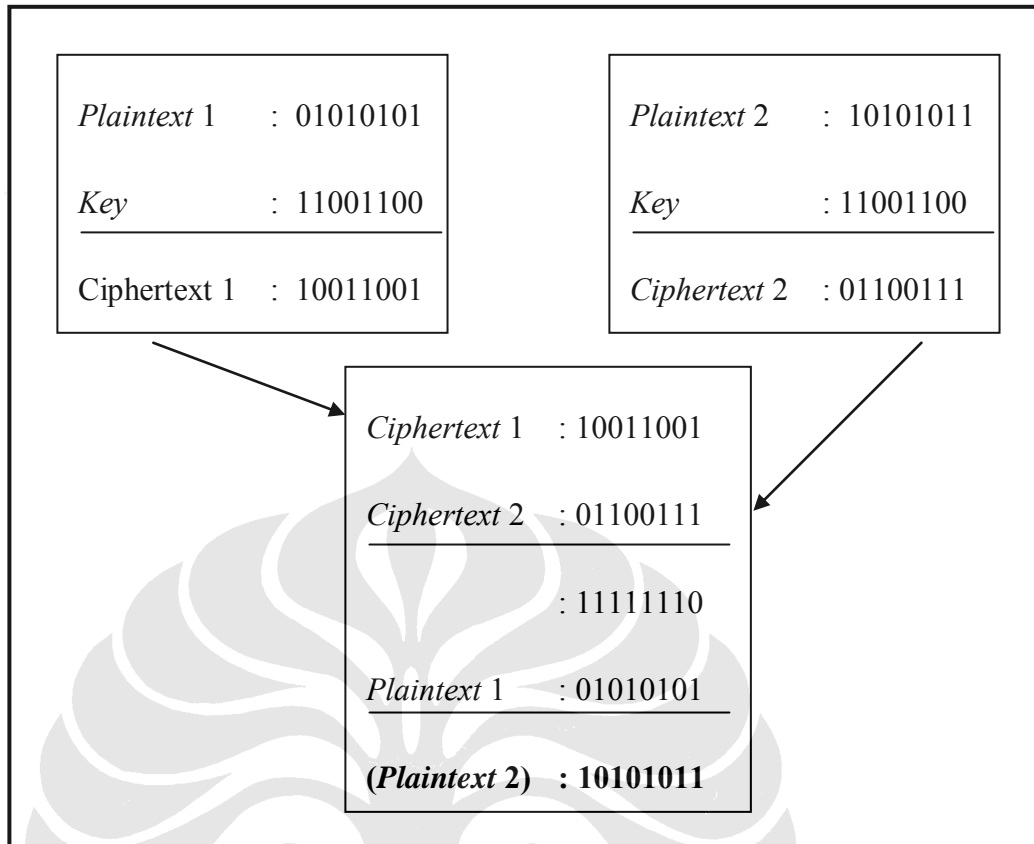 Plaintext 1 : 01010101
Key : 11001100
Ciphertext 1 : 10011001
Plaintext 2 : 10101011
Key : 11001100
Ciphertext 2 : 01100111
Ciphertext 1 : 10011001
Ciphertext 2 : 01100111
: 11111110
Plaintext 1 : 01010101
(Plaintext 2) : 10101011